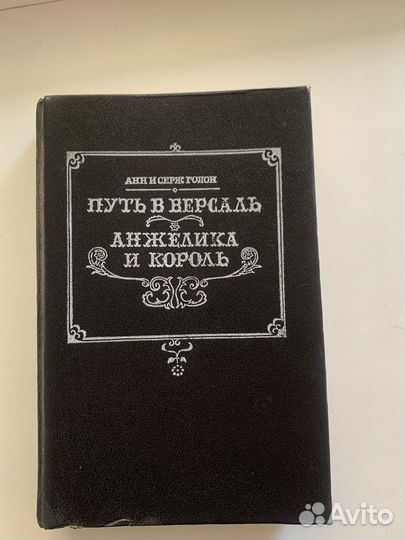 АНН И СЕРЖ ГОЛОН
ПУТЬ В ВЕРСАЛЬ
АНЖЕЛИКА
И КОРОЛЬ
Avito